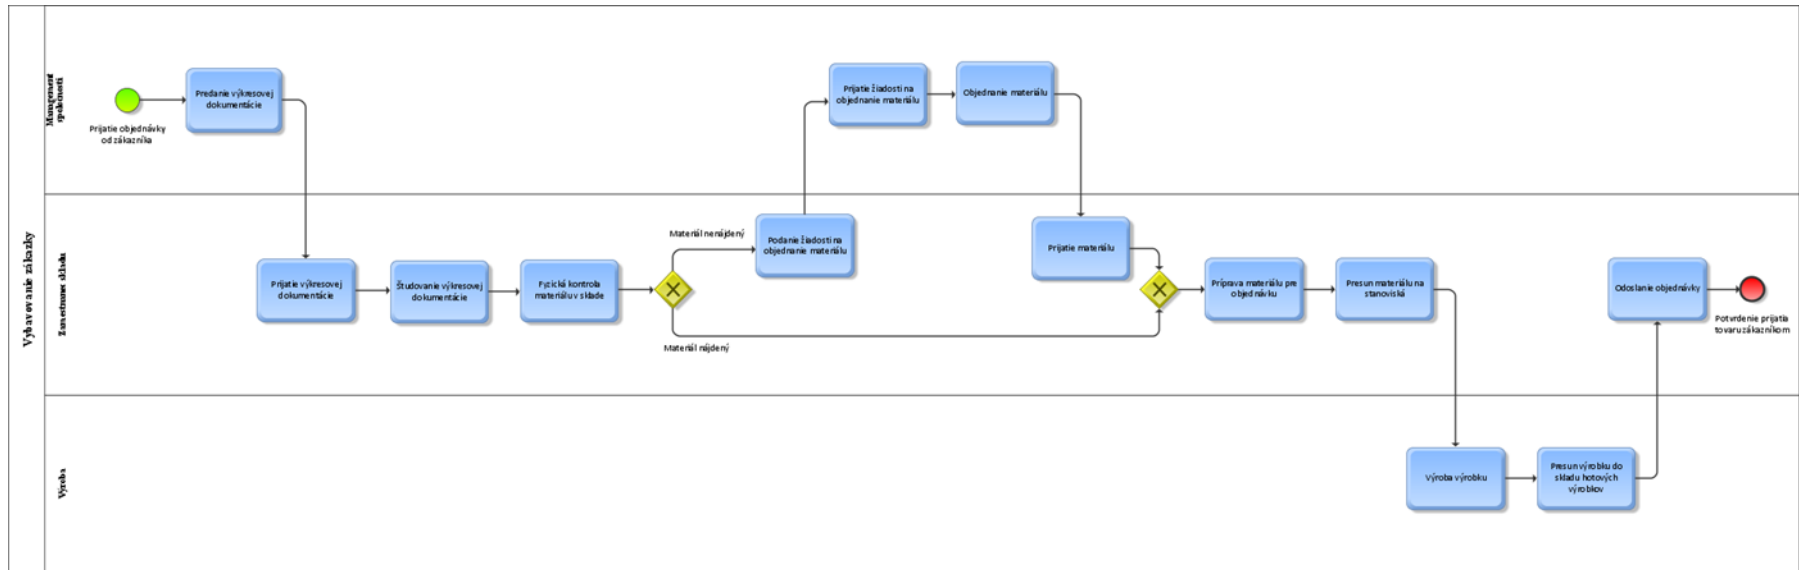 Vybavovanie zákazky
Management
spoločnosti
Prijatie objednávky
od zákazníka
Predanie výkresovej
dokumentácie
Prijatie žiadosti na
objednanie materiálu
Objednanie materiálu
Zamestnanec skladu
Prijatie výkresovej
dokumentácie
Študovanie výkresovej
dokumentácie
Fyzická kontrola
materiálu v sklade
Materiál nenájdený
Materiál nájdený
Podanie žiadosti na
objednanie materiálu
Prijatie materiálu
Príprava materiálu pre
objednávku
Presun materiálu na
stanoviská
Odoslanie objednávky
Potvrdenie prijatia
tovaru zákazníkom
Výroba
Výroba výrobku
Presun výrobku do
skladu hotových
výrobkov